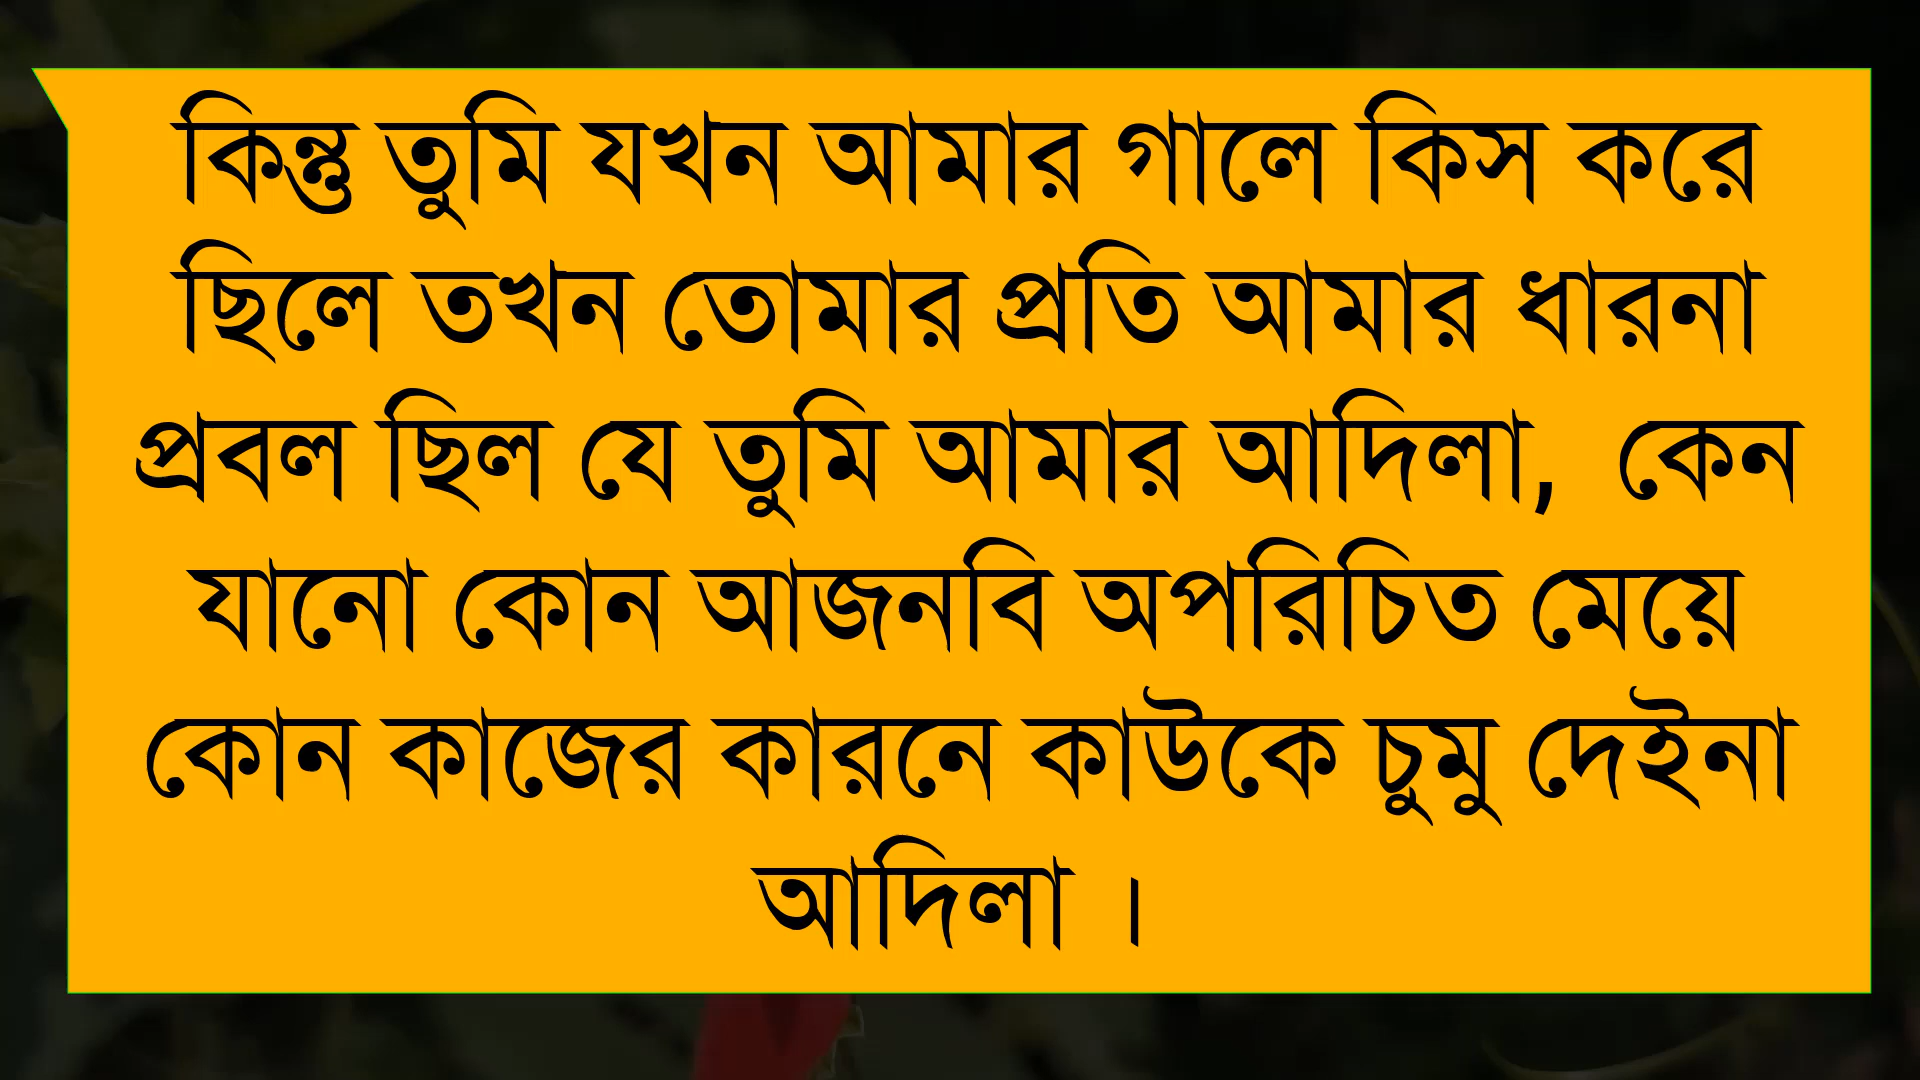 কিন্তু তুমি যখন আমার গালে কিস করে
ছিলে তখন তোমার প্রতি আমার ধারনা
প্রবল ছিল যে তুমি আমার আদিলা, কেন
যানো কোন আজনবি অপরিচিত মেয়ে
কোন কাজের কারনে কাউকে চুমু দেইনা
আদিলা ।